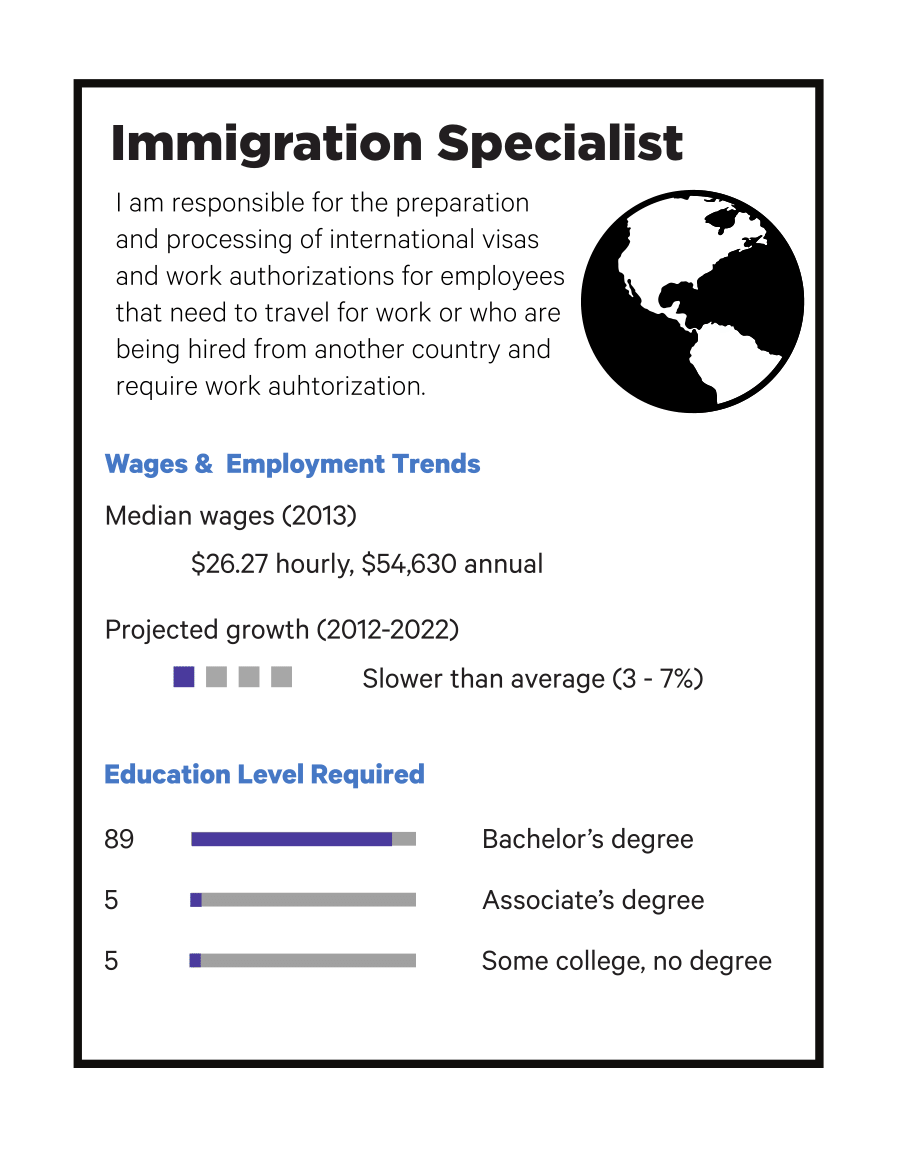 Immigration Specialist
I am responsible for the preparation
and processing of international visas
and work authorizations for employees
that need to travel for work or who are
being hired from another country and
require work auhtorization.
Wages &  Employment Trends
Median wages (2013)
$26.27 hourly, $54,630 annual
Projected growth (2012-2022)
Slower than average (3 - 7%)
Education Level Required
89 Bachelor’s degree
5 Associate’s degree
5 Some college, no degree